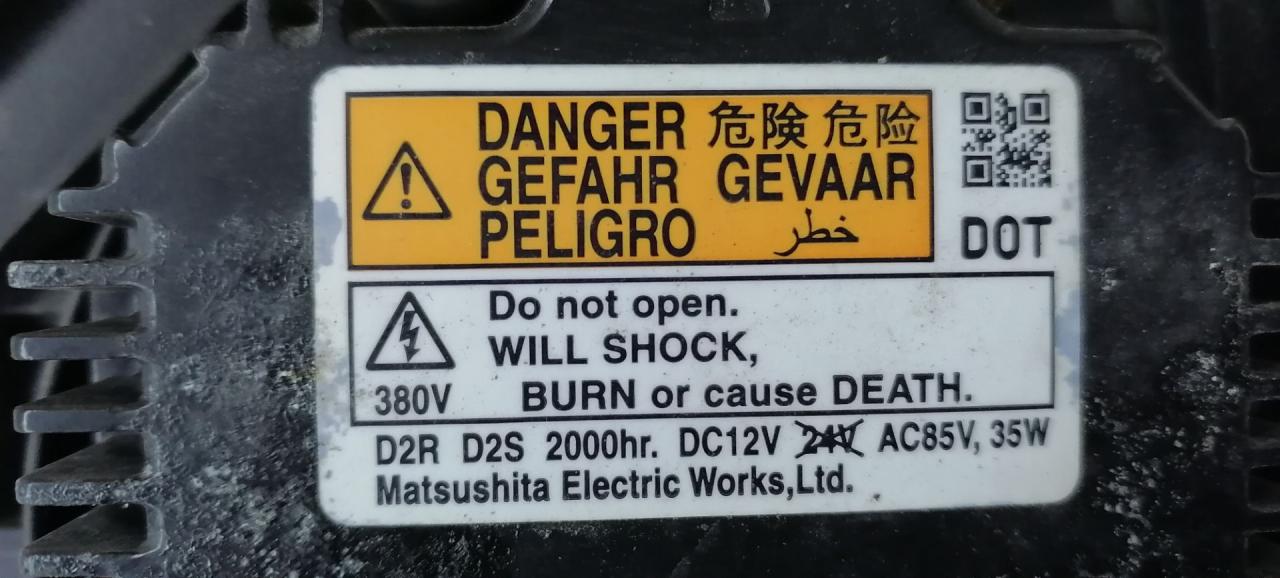 DANGER 危険 危险
GEFAHR GEVAAR
PELIGRO خطر
DOT
Do not open.
WILL SHOCK,
380V BURN or cause DEATH.
D2R D2S 2000hr. DC12V 24V AC85V, 35W
Matsushita Electric Works,Ltd.